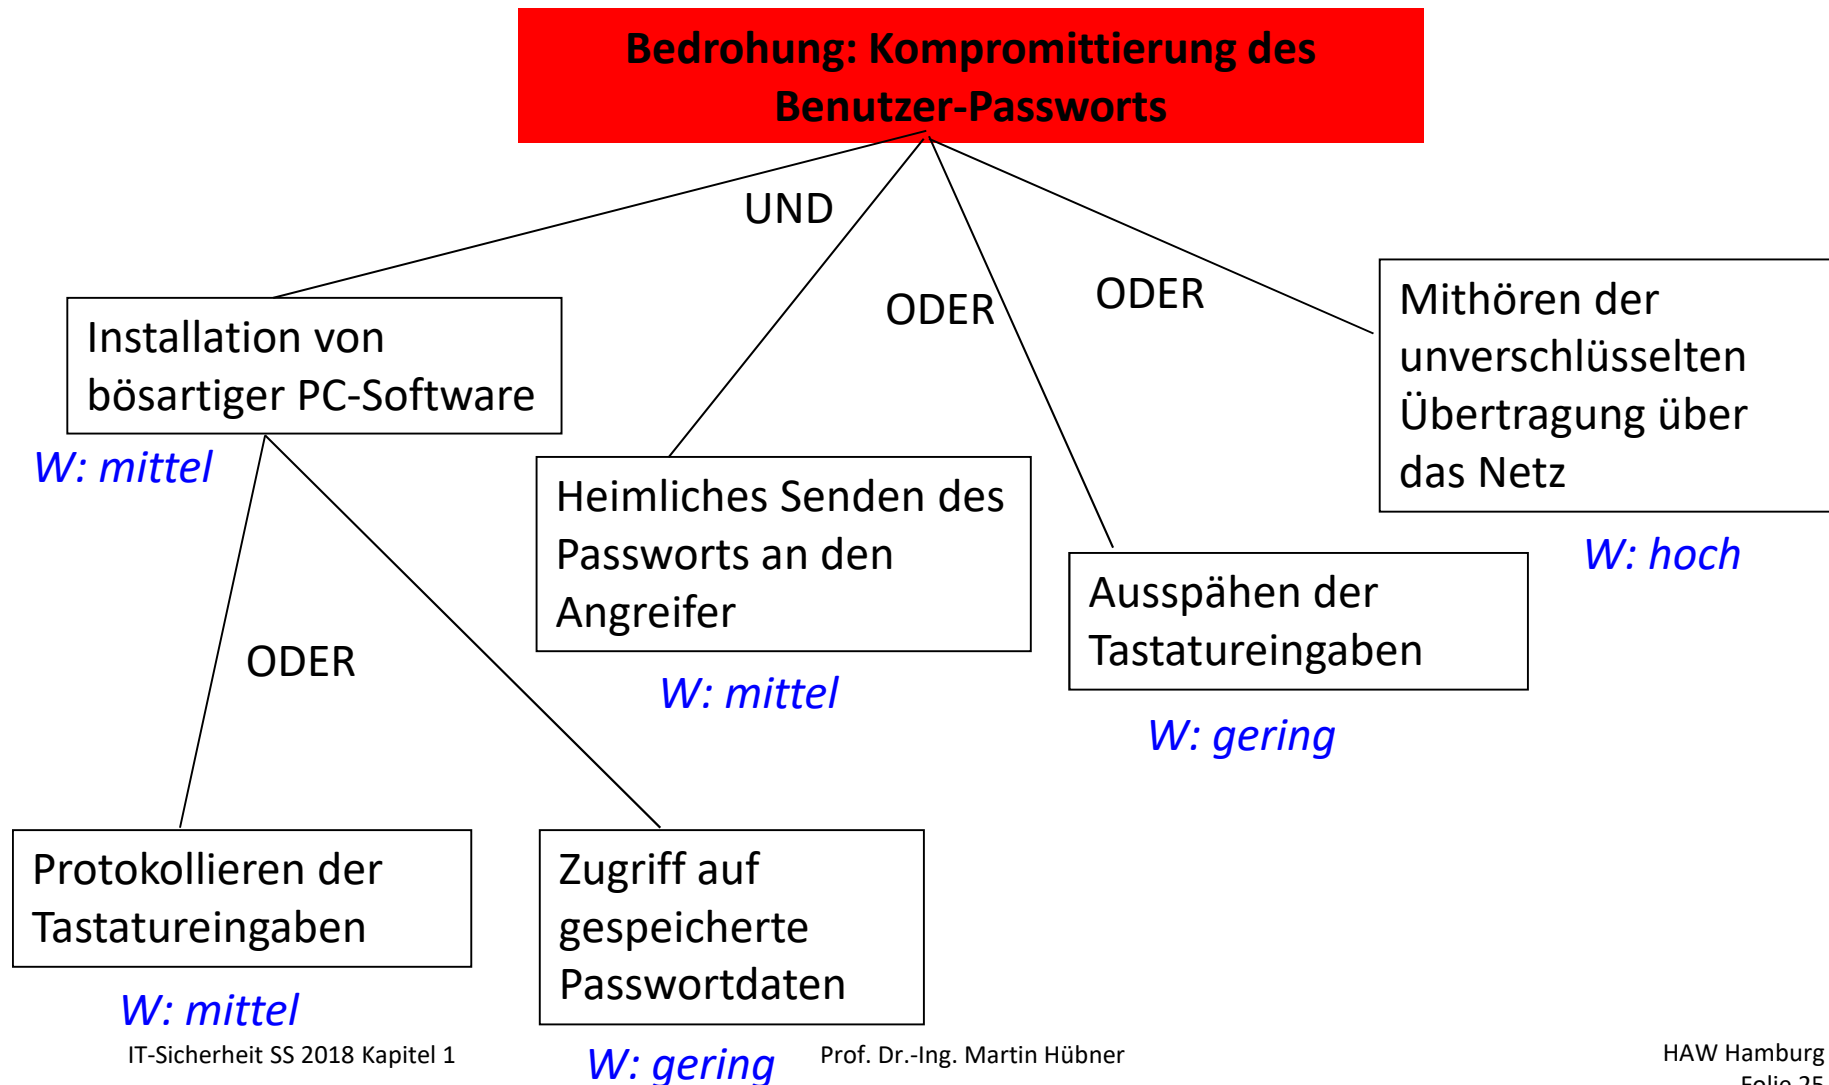 Bedrohung: Kompromittierung des
Benutzer-Passworts
UND
ODER
ODER
Installation von
bösartiger PC-Software
W: mittel
Heimliches Senden des
Passworts an den
Angreifer
W: mittel
Ausspähen der
Tastatureingaben
W: gering
Mithören der
unverschlüsselten
Übertragung über
das Netz
W: hoch
ODER
Protokollieren der
Tastatureingaben
W: mittel
Zugriff auf
gespeicherte
Passwortdaten
W: gering
IT-Sicherheit SS 2018 Kapitel 1
Prof. Dr.-Ing. Martin Hübner
HAW Hamburg
Folie 25